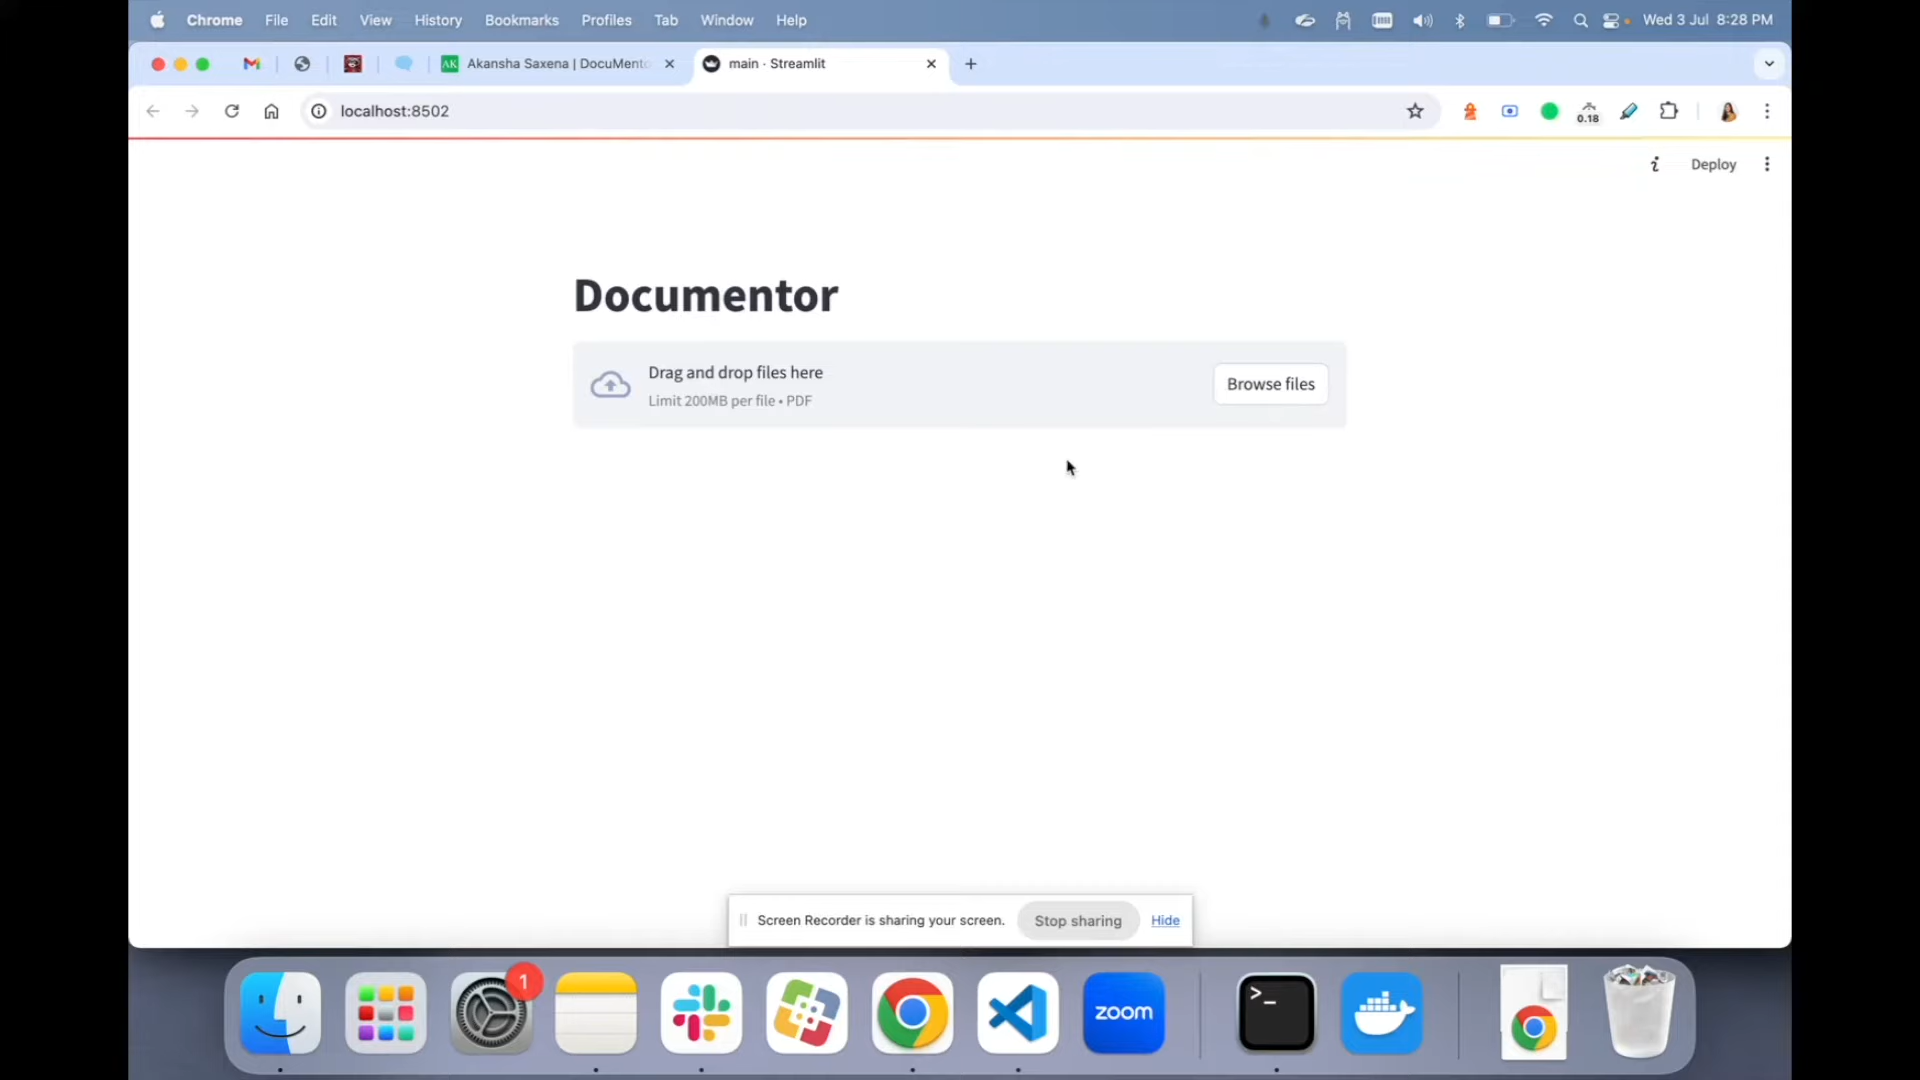 Chrome File Edit View History Bookmarks Profiles Tab Window Help Wed 3 Jul 8:28 PM
AK Akansha Saxena | DocuMento main · Streamlit
localhost:8502 0.18
Deploy
Documentor
Drag and drop files here
Limit 200MB per file • PDF
Browse files
Screen Recorder is sharing your screen. Stop sharing Hide
1
zoom
>_